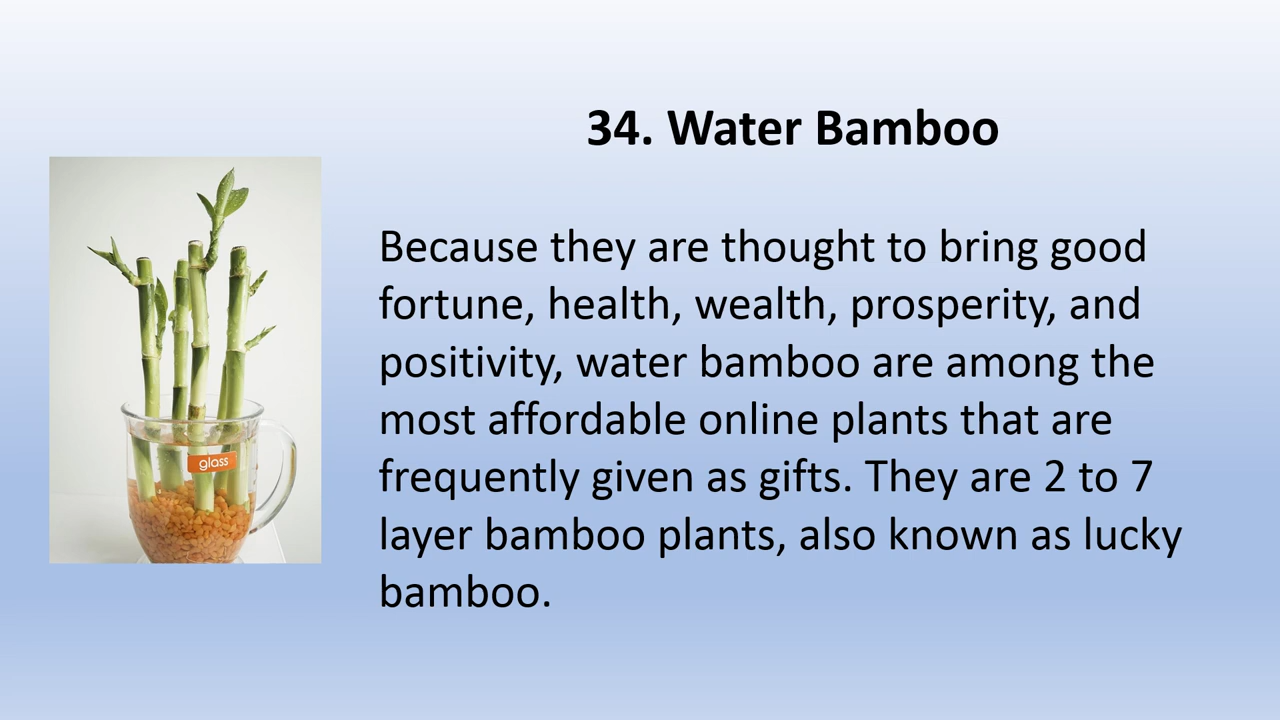 34. Water Bamboo
Because they are thought to bring good
fortune, health, wealth, prosperity, and
positivity, water bamboo are among the
most affordable online plants that are
frequently given as gifts. They are 2 to 7
layer bamboo plants, also known as lucky
bamboo.
glass